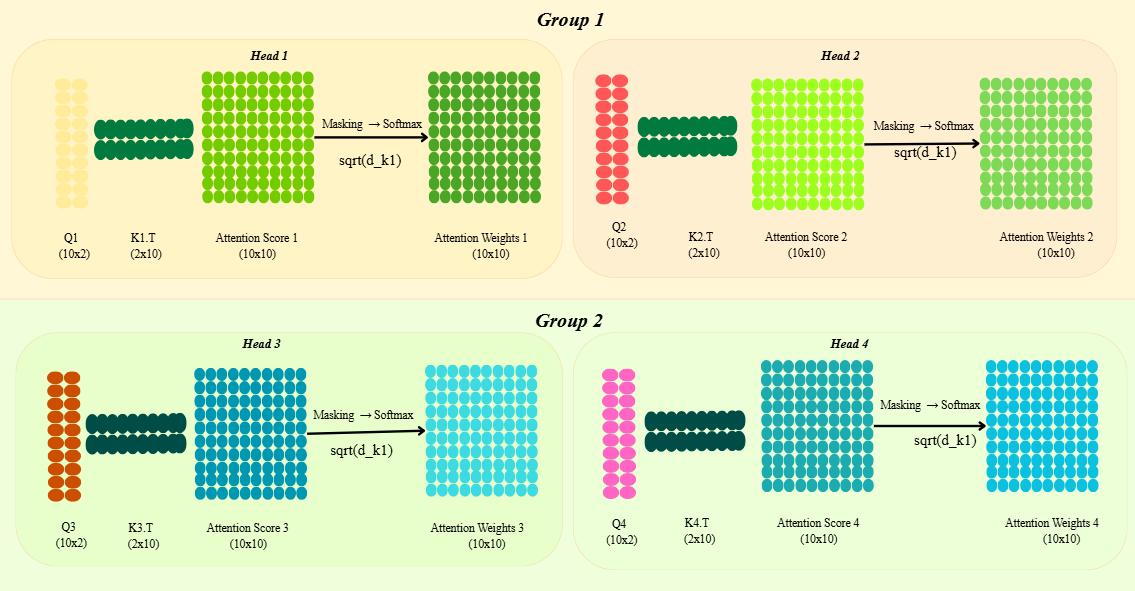 Group 1
Head 1
Masking → Softmax
sqrt(d_k1)
Q1
(10x2)
K1.T
(2x10)
Attention Score 1
(10x10)
Attention Weights 1
(10x10)
Head 2
Masking → Softmax
sqrt(d_k1)
Q2
(10x2)
K2.T
(2x10)
Attention Score 2
(10x10)
Attention Weights 2
(10x10)
Group 2
Head 3
Masking → Softmax
sqrt(d_k1)
Q3
(10x2)
K3.T
(2x10)
Attention Score 3
(10x10)
Attention Weights 3
(10x10)
Head 4
Masking → Softmax
sqrt(d_k1)
Q4
(10x2)
K4.T
(2x10)
Attention Score 4
(10x10)
Attention Weights 4
(10x10)